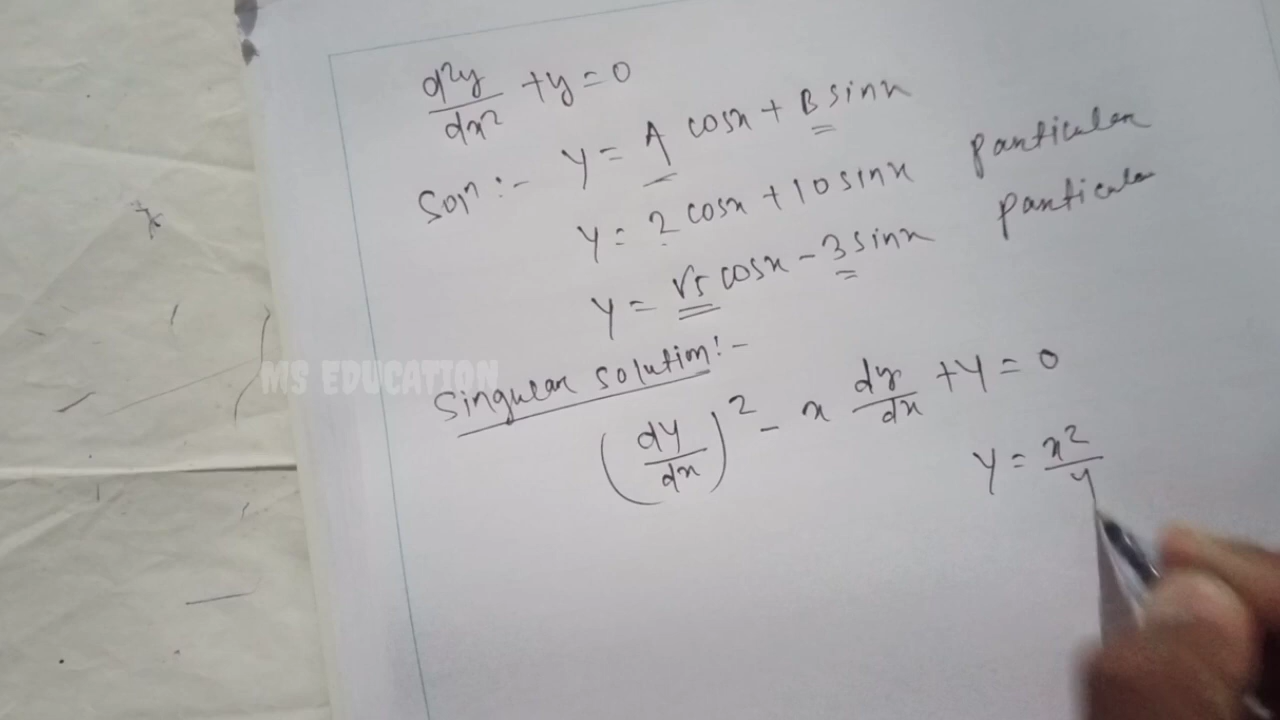 d²y/dx² + y = 0
Solⁿ :- y = A cosx + B sinx
y = 2 cosx + 10 sinx particular
y = √5 cosx - 3 sinx particular
MS EDUCATION
Singular solution :-
(dy/dx)² - x dy/dx + y = 0
y = x²/4